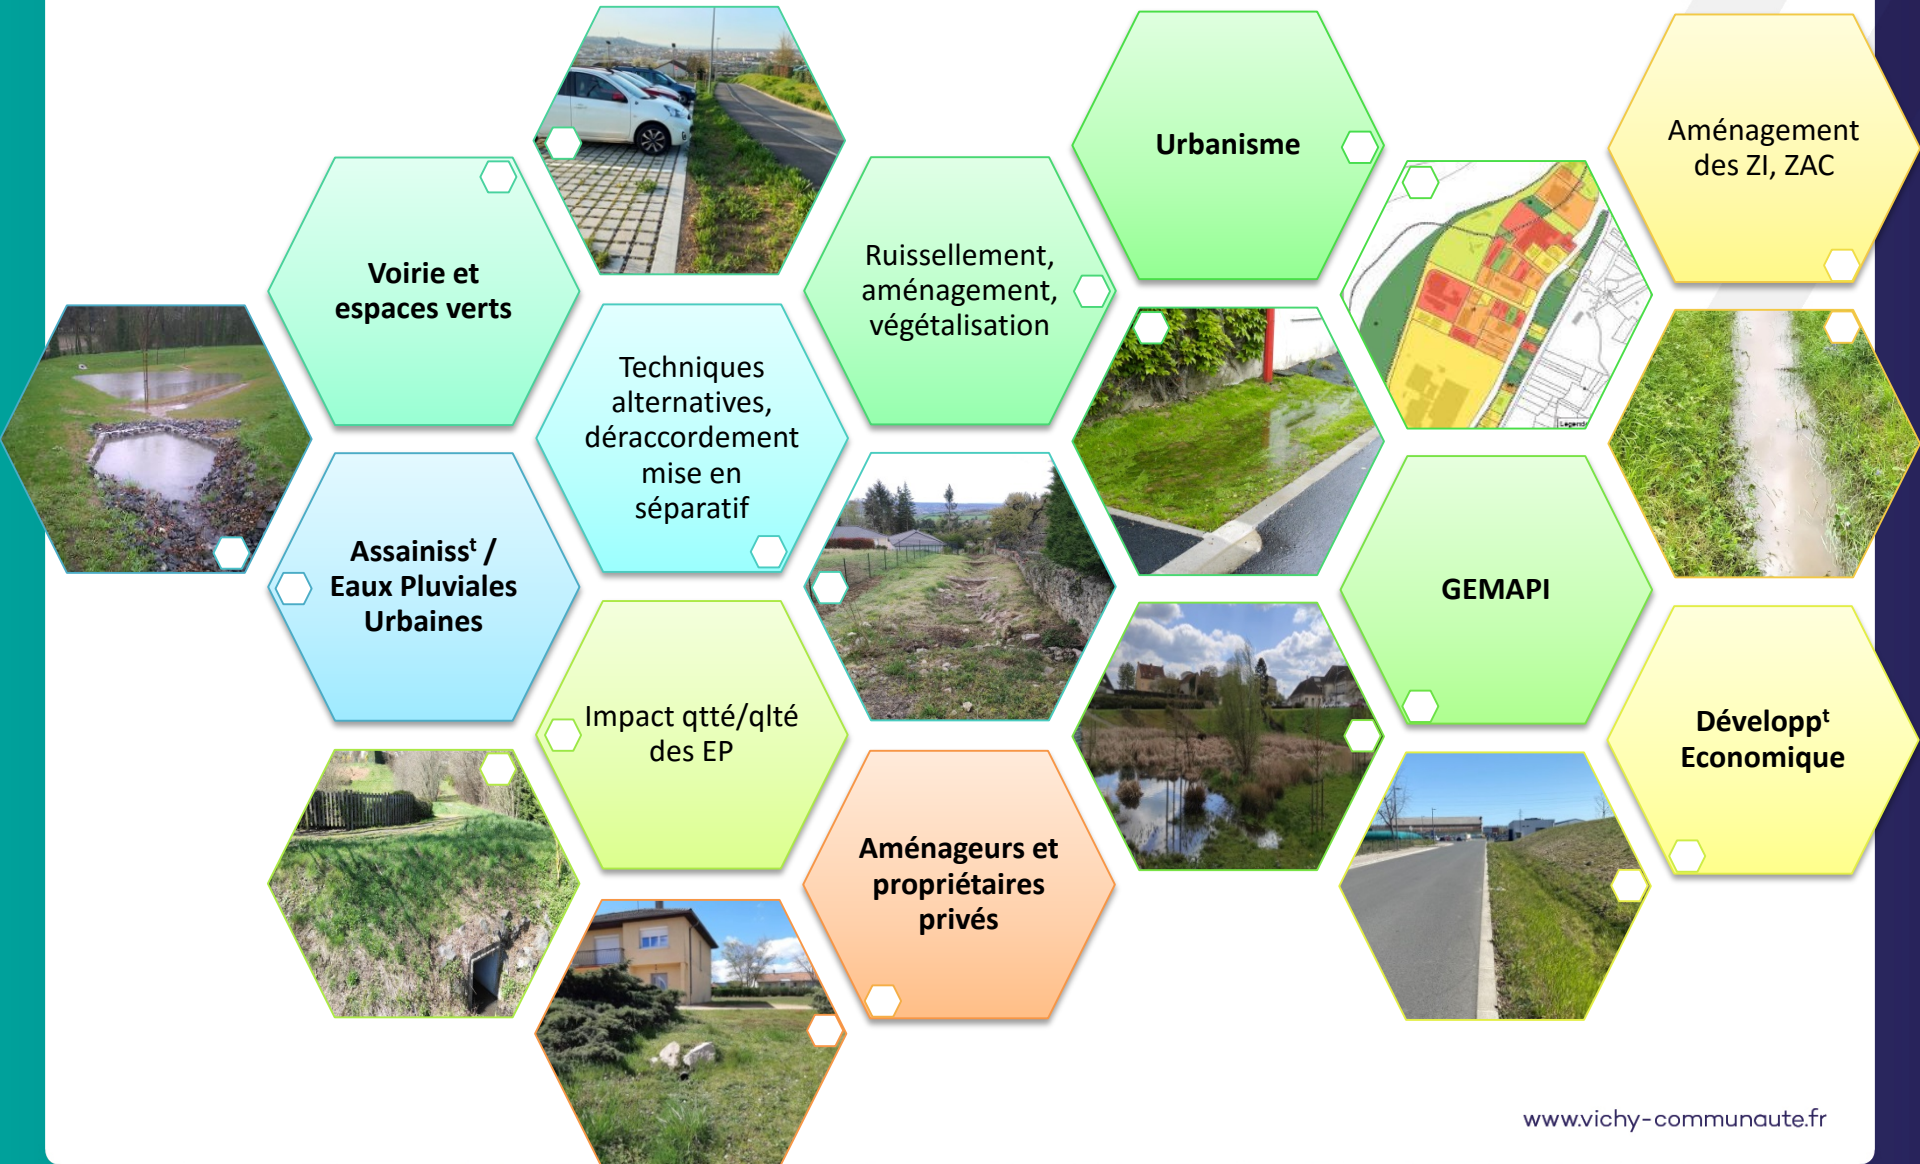 Urbanisme
Aménagement
des ZI, ZAC
Voirie et
espaces verts
Ruissellement,
aménagement,
végétalisation
Techniques
alternatives,
déraccordement
mise en
séparatif
Légende
Assainissᵗ /
Eaux Pluviales
Urbaines
GEMAPI
Impact qtté/qlté
des EP
Développᵗ
Economique
Aménageurs et
propriétaires
privés
www.vichy-communaute.fr